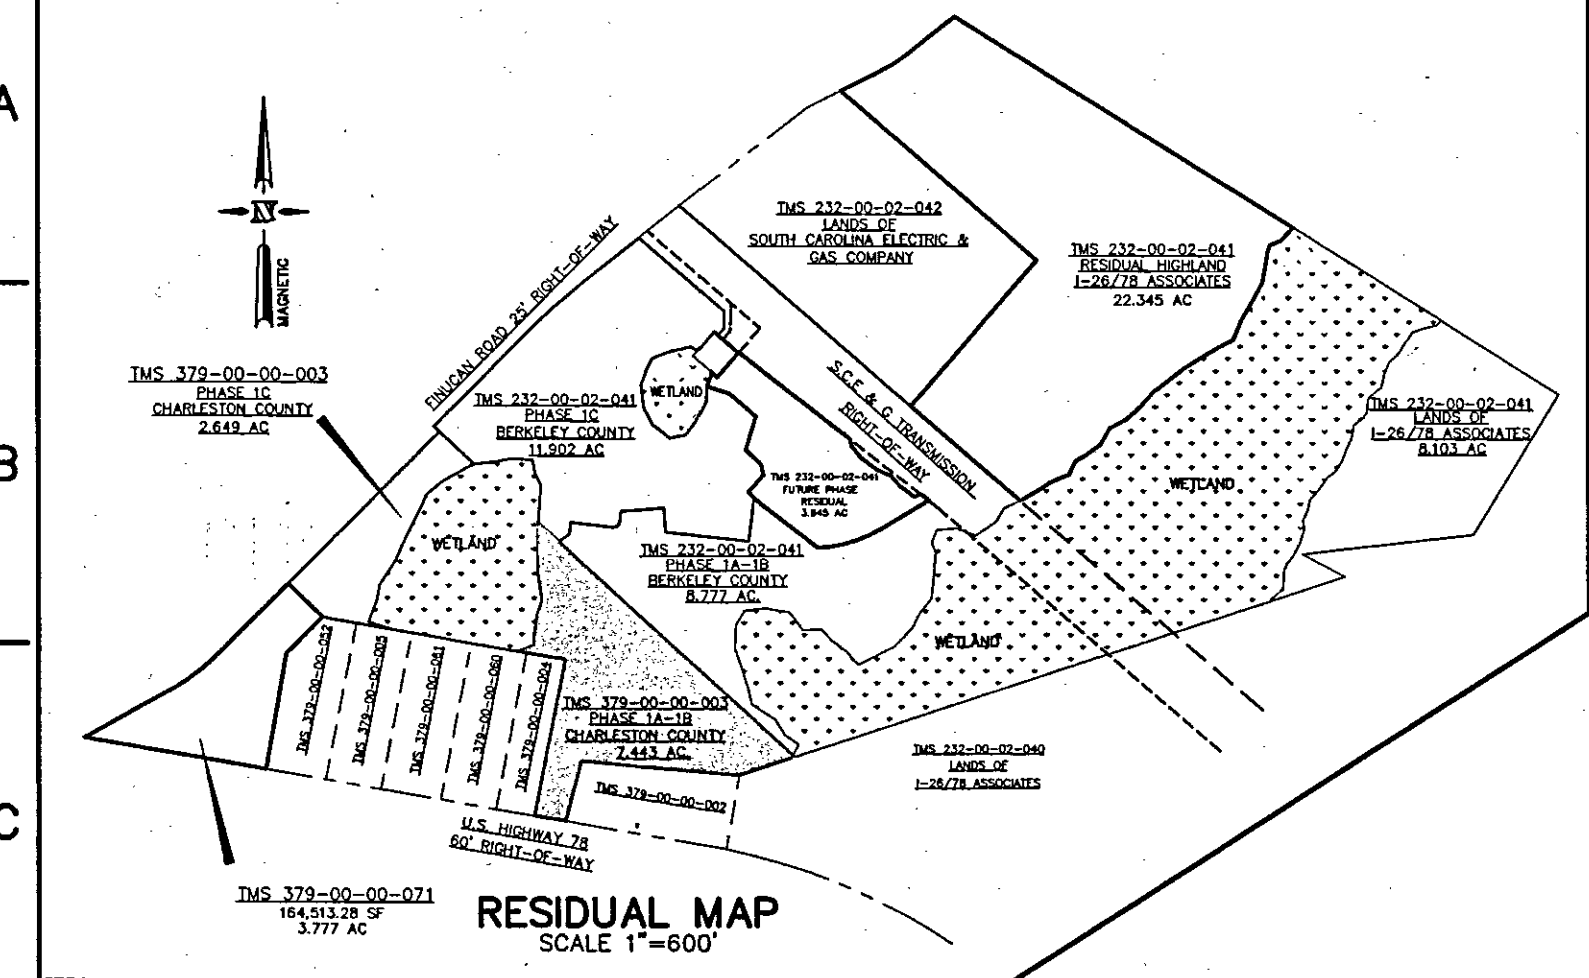 A
B
C
N
MAGNETIC
FINUCAN ROAD 25' RIGHT-OF-WAY
TMS 232-00-02-042
LANDS OF
SOUTH CAROLINA ELECTRIC &
GAS COMPANY
TMS 232-00-02-041
RESIDUAL HIGHLAND
I-26/78 ASSOCIATES
22.345 AC
TMS 379-00-00-003
PHASE 1C
CHARLESTON COUNTY
2.649 AC
TMS 232-00-02-041
PHASE 1C
BERKELEY COUNTY
11.902 AC
WETLAND
S.C.E. & G TRANSMISSION
RIGHT-OF-WAY
TMS 232-00-02-041
LANDS OF
I-26/78 ASSOCIATES
8.103 AC
TMS 232-00-02-041
FUTURE PHASE
RESIDUAL
WETLAND
WETLAND
TMS 232-00-02-041
PHASE 1A-1B
BERKELEY COUNTY
8.777 AC.
WETLAND
TMS 379-00-00-052
TMS 379-00-00-005
TMS 379-00-00-061
TMS 379-00-00-060
TMS 379-00-00-004
TMS 379-00-00-003
PHASE 1A-1B
CHARLESTON COUNTY
7.443 AC.
TMS 232-00-02-040
LANDS OF
I-26/78 ASSOCIATES
TMS 379-00-00-002
U.S. HIGHWAY 78
60' RIGHT-OF-WAY
TMS 379-00-00-071
164,513.28 SF
3.777 AC
RESIDUAL MAP
SCALE 1"=600'